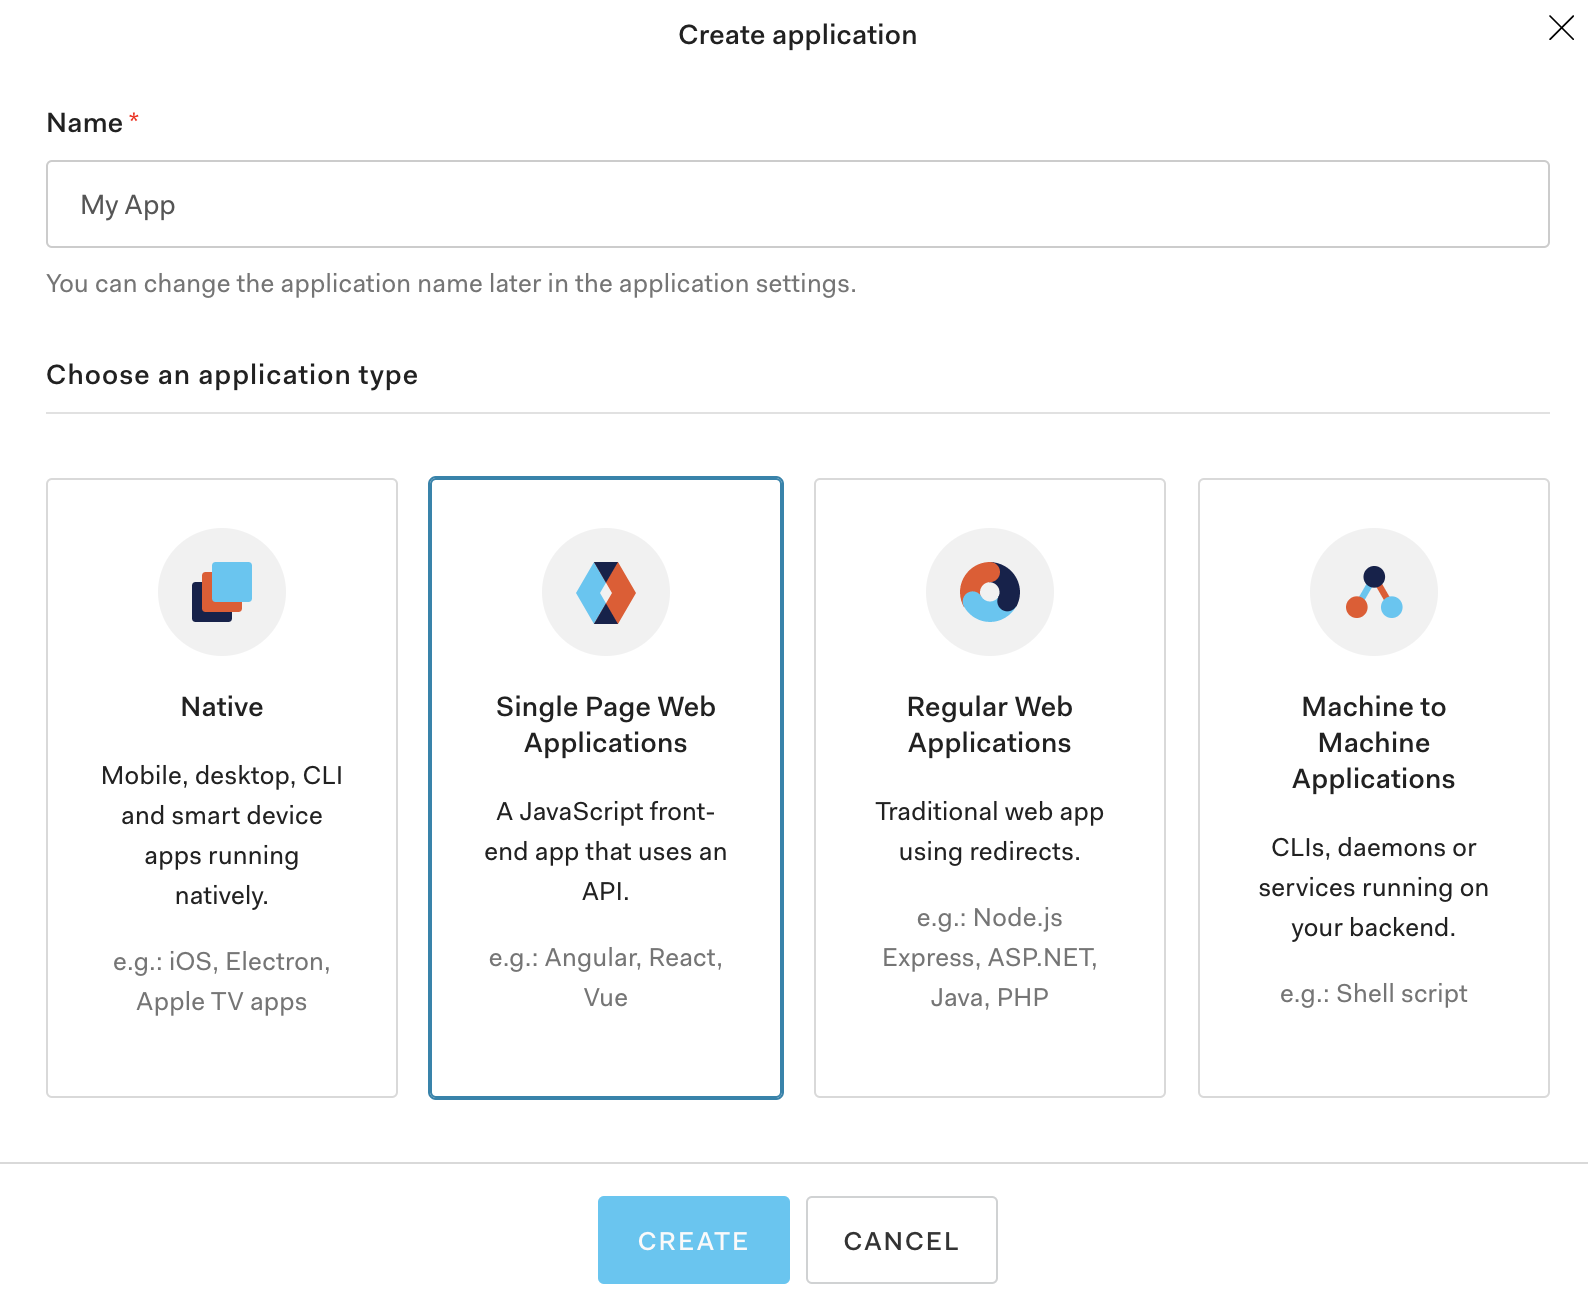 Create application
Name *
My App
You can change the application name later in the application settings.
Choose an application type
Native
Mobile, desktop, CLI
and smart device
apps running
natively.
e.g.: iOS, Electron,
Apple TV apps
Single Page Web
Applications
A JavaScript front-
end app that uses an
API.
e.g.: Angular, React,
Vue
Regular Web
Applications
Traditional web app
using redirects.
e.g.: Node.js
Express, ASP.NET,
Java, PHP
Machine to
Machine
Applications
CLIs, daemons or
services running on
your backend.
e.g.: Shell script
CREATE
CANCEL